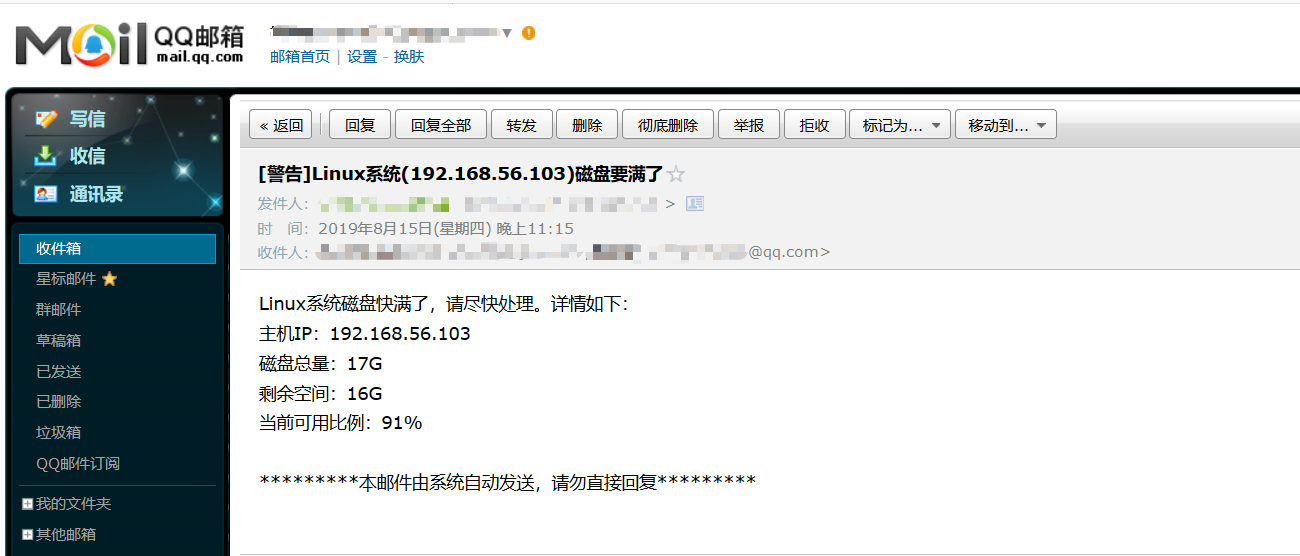 Mail QQ邮箱
mail.qq.com
邮箱首页 | 设置 - 换肤
写信
收信
通讯录
收件箱
星标邮件
群邮件
草稿箱
已发送
已删除
垃圾箱
QQ邮件订阅
我的文件夹
其他邮箱
« 返回 回复 回复全部 转发 删除 彻底删除 举报 拒收 标记为... 移动到...
[警告]Linux系统(192.168.56.103)磁盘要满了
发件人：
时 间：2019年8月15日(星期四) 晚上11:15
收件人： @qq.com>
Linux系统磁盘快满了，请尽快处理。详情如下：
主机IP：192.168.56.103
磁盘总量：17G
剩余空间：16G
当前可用比例：91%
*********本邮件由系统自动发送，请勿直接回复*********